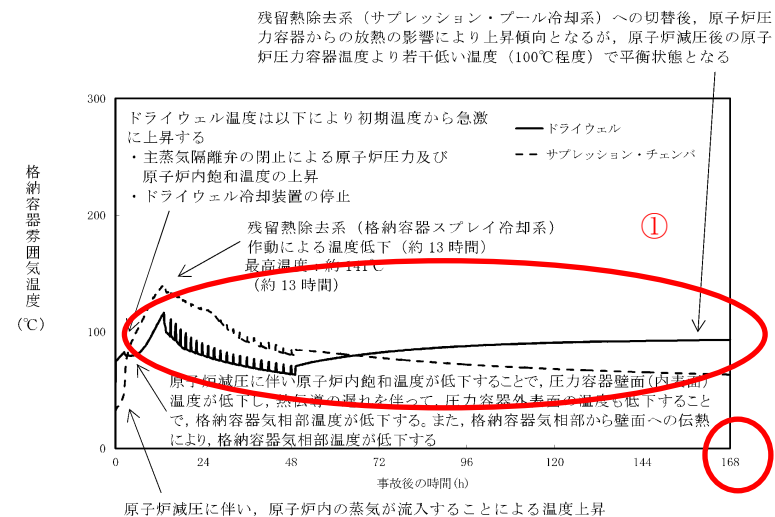 残留熱除去系（サプレッション・プール冷却系）への切替後，原子炉圧
力容器からの放熱の影響により上昇傾向となるが，原子炉減圧後の原子
炉圧力容器温度より若干低い温度（100℃程度）で平衡状態となる
300
ドライウェル温度は以下により初期温度から急激
に上昇する
・主蒸気隔離弁の閉止による原子炉圧力及び
原子炉内飽和温度の上昇
・ドライウェル冷却装置の停止
ドライウェル
サプレッション・チェンバ
格納容器雰囲気温度
（℃）
200
①
残留熱除去系（格納容器スプレイ冷却系）
作動による温度低下（約 13 時間）
最高温度：約 141℃
（約 13 時間）
100
原子炉減圧に伴い原子炉内飽和温度が低下することで，圧力容器壁面（内表面）
温度が低下し，熱伝導の遅れを伴って，圧力容器外表面の温度も低下すること
で，格納容器気相部温度が低下する。また，格納容器気相部から壁面への伝熱
により，格納容器気相部温度が低下する
0
0 24 48 72 96 120 144 168
事故後の時間(h)
原子炉減圧に伴い，原子炉内の蒸気が流入することによる温度上昇